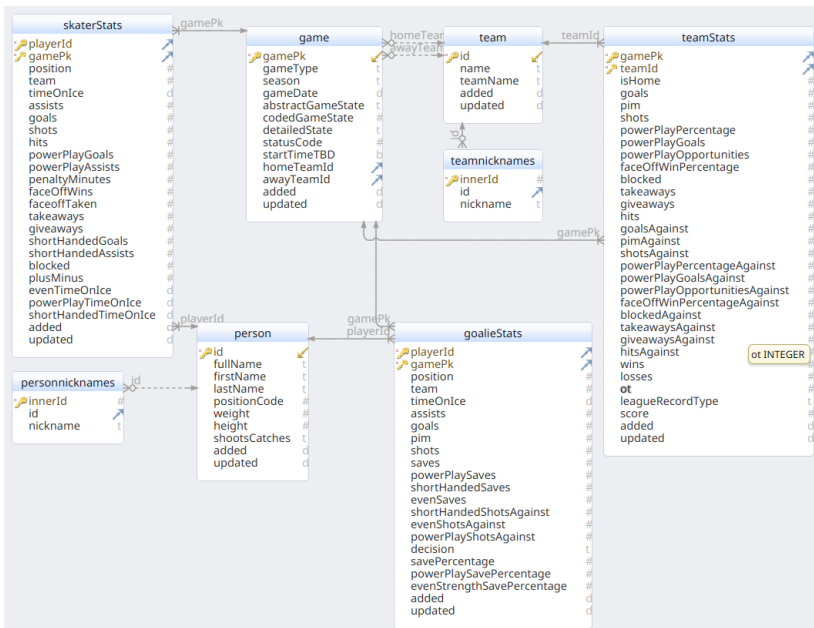 skaterStats
playerId
gamePk
position #
team #
timeOnIce d
assists #
goals #
shots #
hits #
powerPlayGoals #
powerPlayAssists #
penaltyMinutes #
faceOffWins #
faceoffTaken #
takeaways #
giveaways #
shortHandedGoals #
shortHandedAssists #
blocked #
plusMinus #
evenTimeOnIce d
powerPlayTimeOnIce d
shortHandedTimeOnIce d
added d
updated d
gamePk
game
gamePk
gameType t
season t
gameDate d
abstractGameState t
codedGameState #
detailedState t
statusCode #
startTimeTBD b
homeTeamId
awayTeamId
added d
updated d
homeTeam
awayTeam
team
id
name t
teamName t
added d
updated d
id
teamnicknames
innerId #
id
nickname t
teamId
teamStats
gamePk
teamId
isHome #
goals #
pim #
shots #
powerPlayPercentage #
powerPlayGoals #
powerPlayOpportunities #
faceOffWinPercentage #
blocked #
takeaways #
giveaways #
hits #
goalsAgainst #
pimAgainst #
shotsAgainst #
powerPlayPercentageAgainst #
powerPlayGoalsAgainst #
powerPlayOpportunitiesAgainst #
faceOffWinPercentageAgainst #
blockedAgainst #
takeawaysAgainst #
giveawaysAgainst #
hitsAgainst
wins
losses #
ot #
leagueRecordType t
score #
added d
updated d
ot INTEGER
gamePk
playerId
person
id
fullName t
firstName t
lastName t
positionCode #
weight #
height #
shootsCatches t
added d
updated d
personnicknames
innerId #
id
nickname t
id
gamePk
playerId
goalieStats
playerId
gamePk
position #
team #
timeOnIce d
assists #
goals #
pim #
shots #
saves #
powerPlaySaves #
shortHandedSaves #
evenSaves #
shortHandedShotsAgainst #
evenShotsAgainst #
powerPlayShotsAgainst #
decision t
savePercentage #
powerPlaySavePercentage #
evenStrengthSavePercentage #
added d
updated d